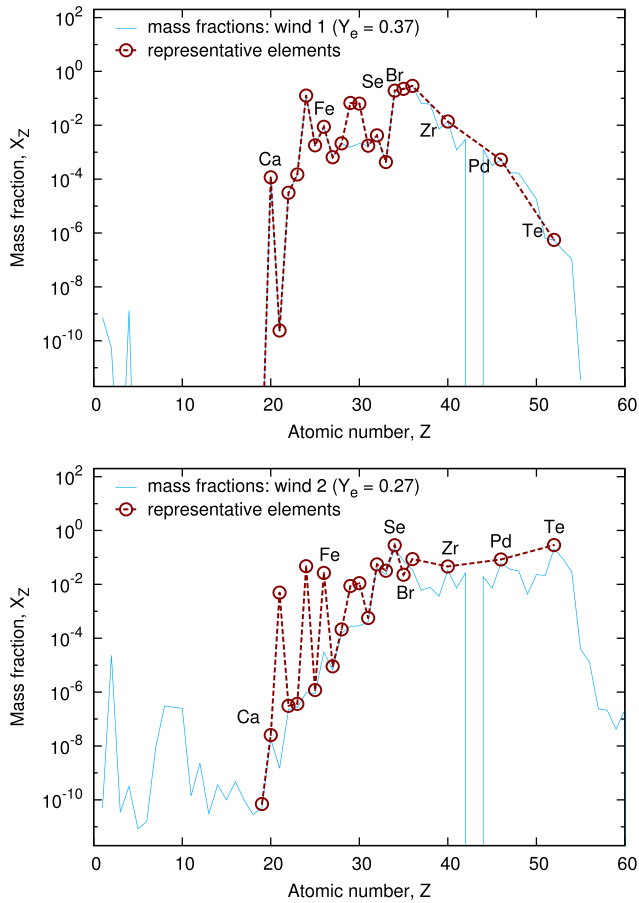 mass fractions: wind 1 (Y_e = 0.37)
representative elements
10^2
10^0
10^-2
10^-4
10^-6
10^-8
10^-10
Mass fraction, X_Z
Ca
Fe
Se
Br
Zr
Pd
Te
0 10 20 30 40 50 60
Atomic number, Z
mass fractions: wind 2 (Y_e = 0.27)
representative elements
10^2
10^0
10^-2
10^-4
10^-6
10^-8
10^-10
Mass fraction, X_Z
Ca
Fe
Se
Br
Zr
Pd
Te
0 10 20 30 40 50 60
Atomic number, Z